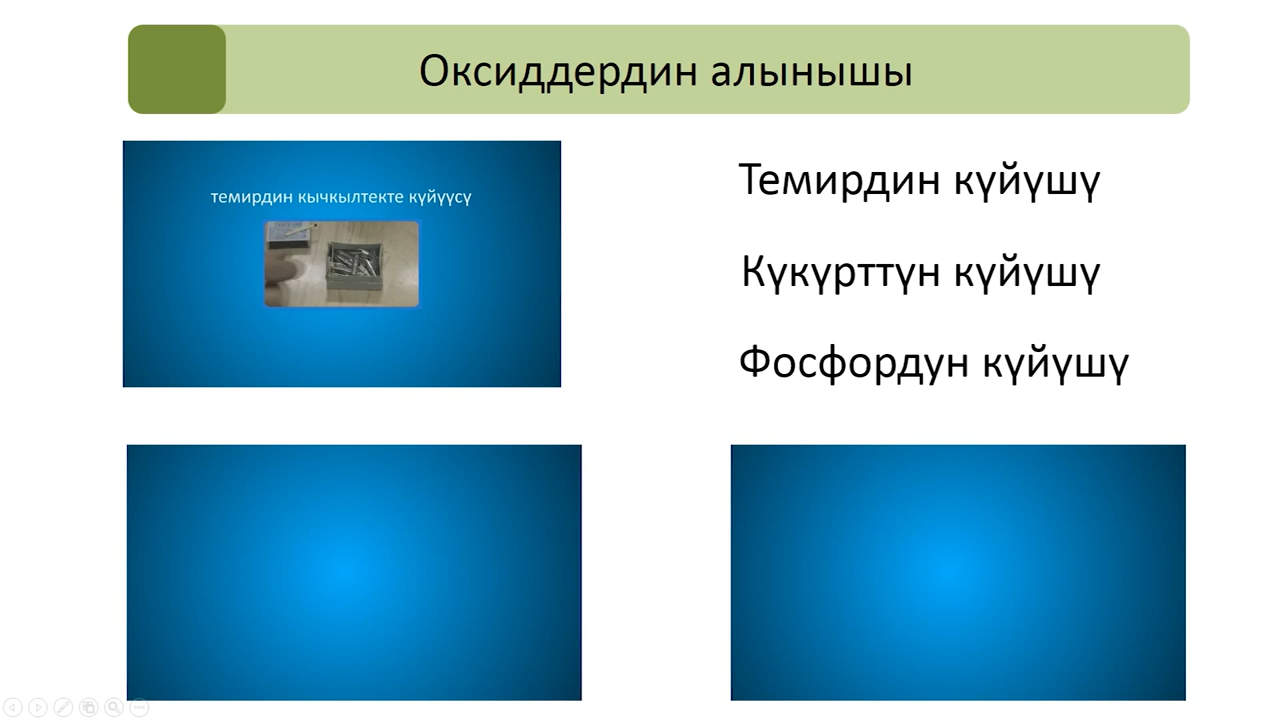 Оксиддердин алынышы
темирдин кычкылтекте күйүүсү
Темирдин күйүшү
Күкүрттүн күйүшү
Фосфордун күйүшү